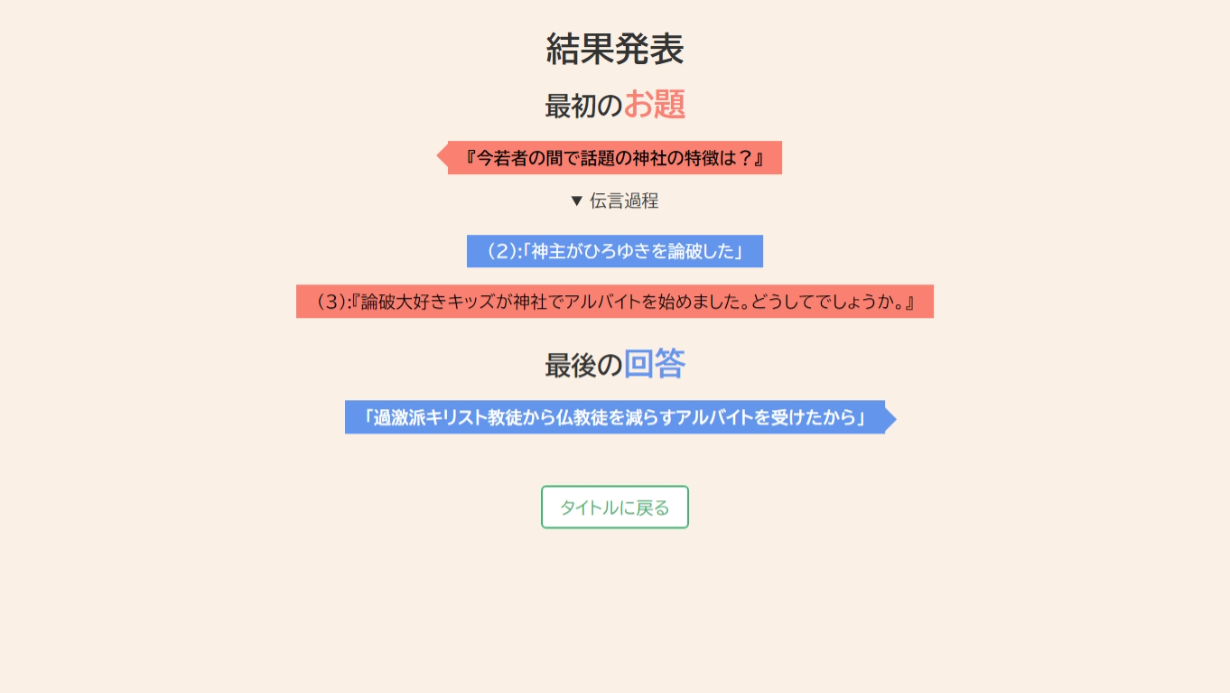 結果発表
最初のお題
『今若者の間で話題の神社の特徴は？』
▼ 伝言過程
（2）：「神主がひろゆきを論破した」
（3）：『論破大好きキッズが神社でアルバイトを始めました。どうしてでしょうか。』
最後の回答
「過激派キリスト教徒から仏教徒を減らすアルバイトを受けたから」
タイトルに戻る